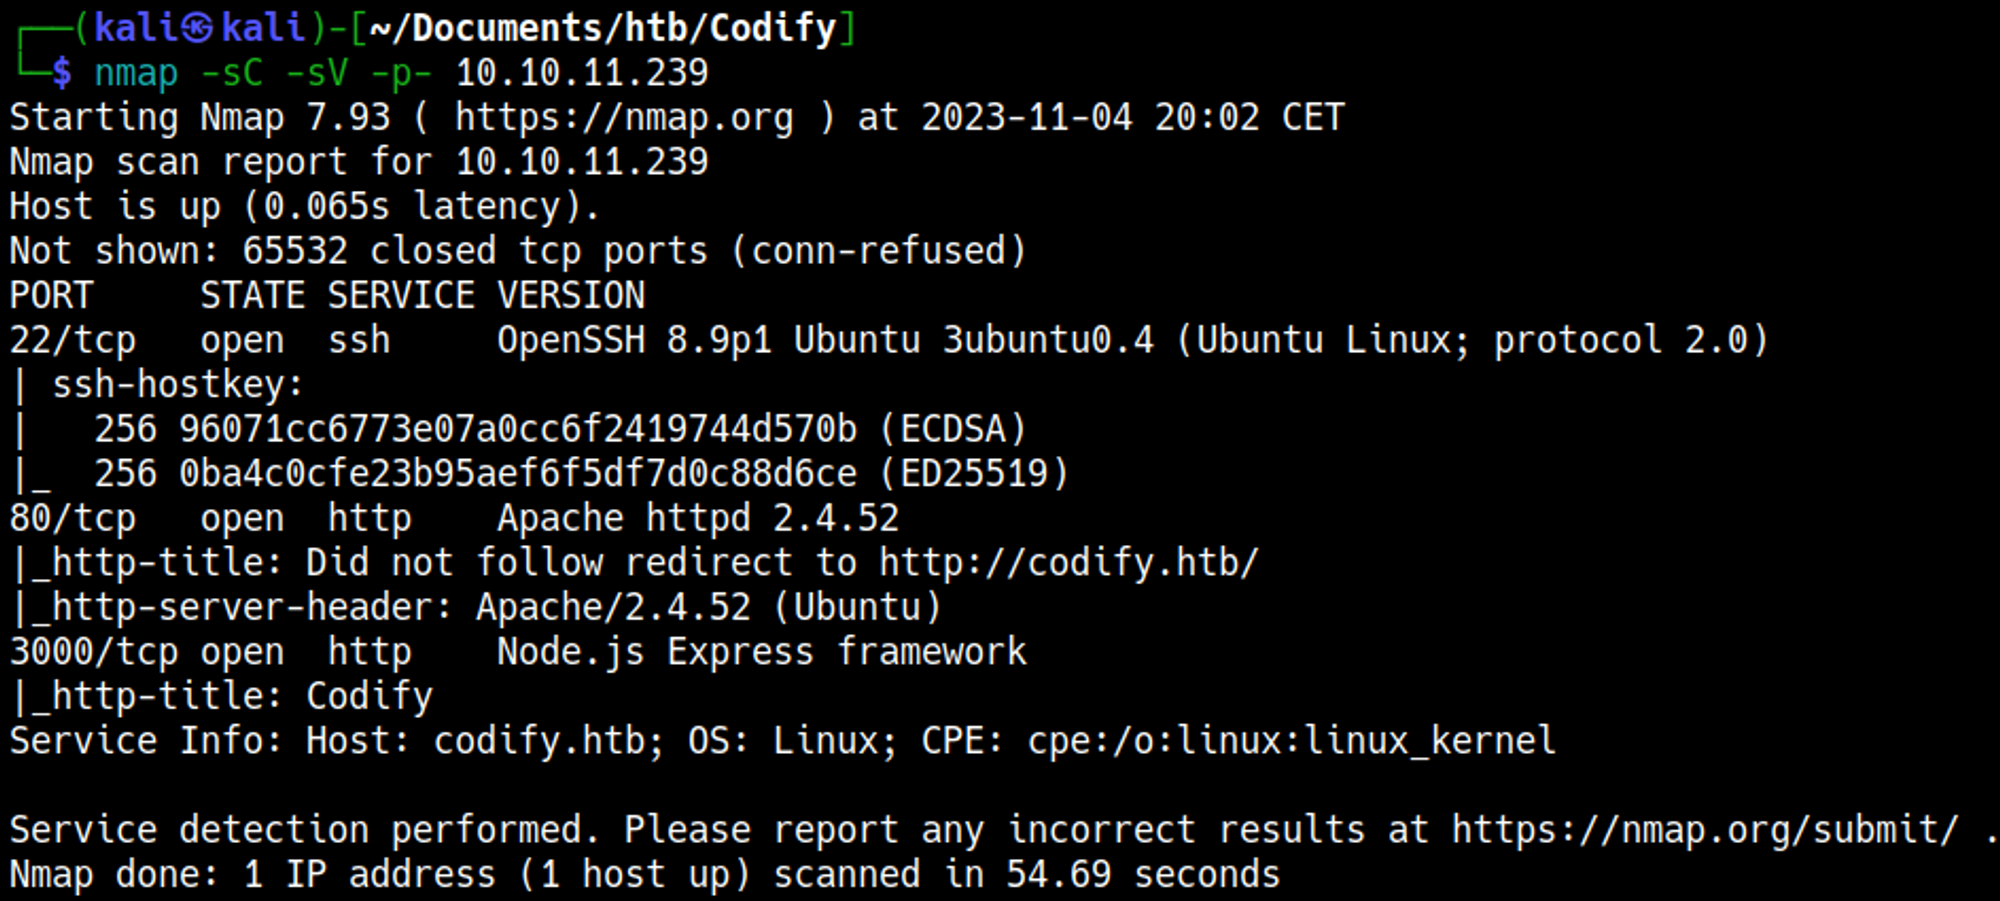 ┌──(kali㉿kali)-[~/Documents/htb/Codify]
└─$ nmap -sC -sV -p- 10.10.11.239
Starting Nmap 7.93 ( https://nmap.org ) at 2023-11-04 20:02 CET
Nmap scan report for 10.10.11.239
Host is up (0.065s latency).
Not shown: 65532 closed tcp ports (conn-refused)
PORT     STATE SERVICE VERSION
22/tcp   open  ssh     OpenSSH 8.9p1 Ubuntu 3ubuntu0.4 (Ubuntu Linux; protocol 2.0)
| ssh-hostkey:
|   256 96071cc6773e07a0cc6f2419744d570b (ECDSA)
|_  256 0ba4c0cfe23b95aef6f5df7d0c88d6ce (ED25519)
80/tcp   open  http    Apache httpd 2.4.52
|_http-title: Did not follow redirect to http://codify.htb/
|_http-server-header: Apache/2.4.52 (Ubuntu)
3000/tcp open  http    Node.js Express framework
|_http-title: Codify
Service Info: Host: codify.htb; OS: Linux; CPE: cpe:/o:linux:linux_kernel

Service detection performed. Please report any incorrect results at https://nmap.org/submit/ .
Nmap done: 1 IP address (1 host up) scanned in 54.69 seconds